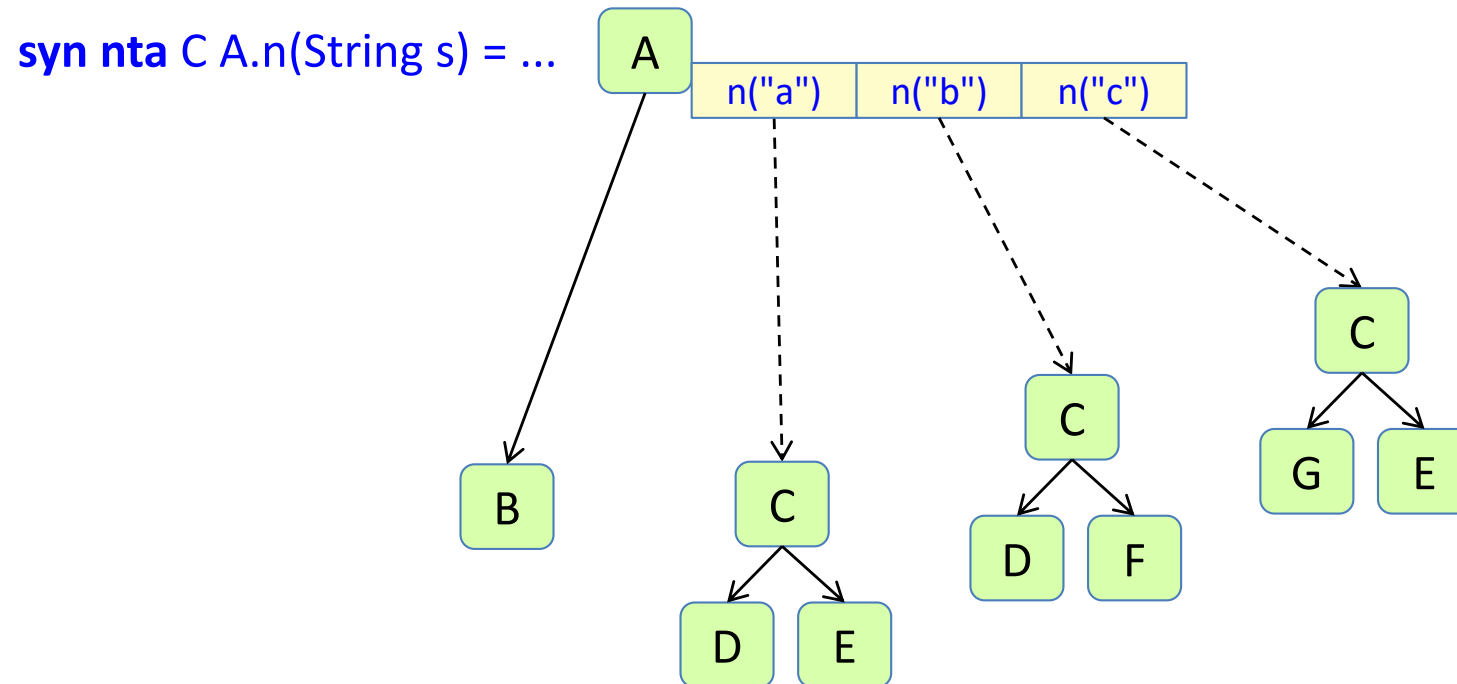 syn nta C A.n(String s) = ...
A
n("a") n("b") n("c")
C
C
G E
B
C
D F
D E